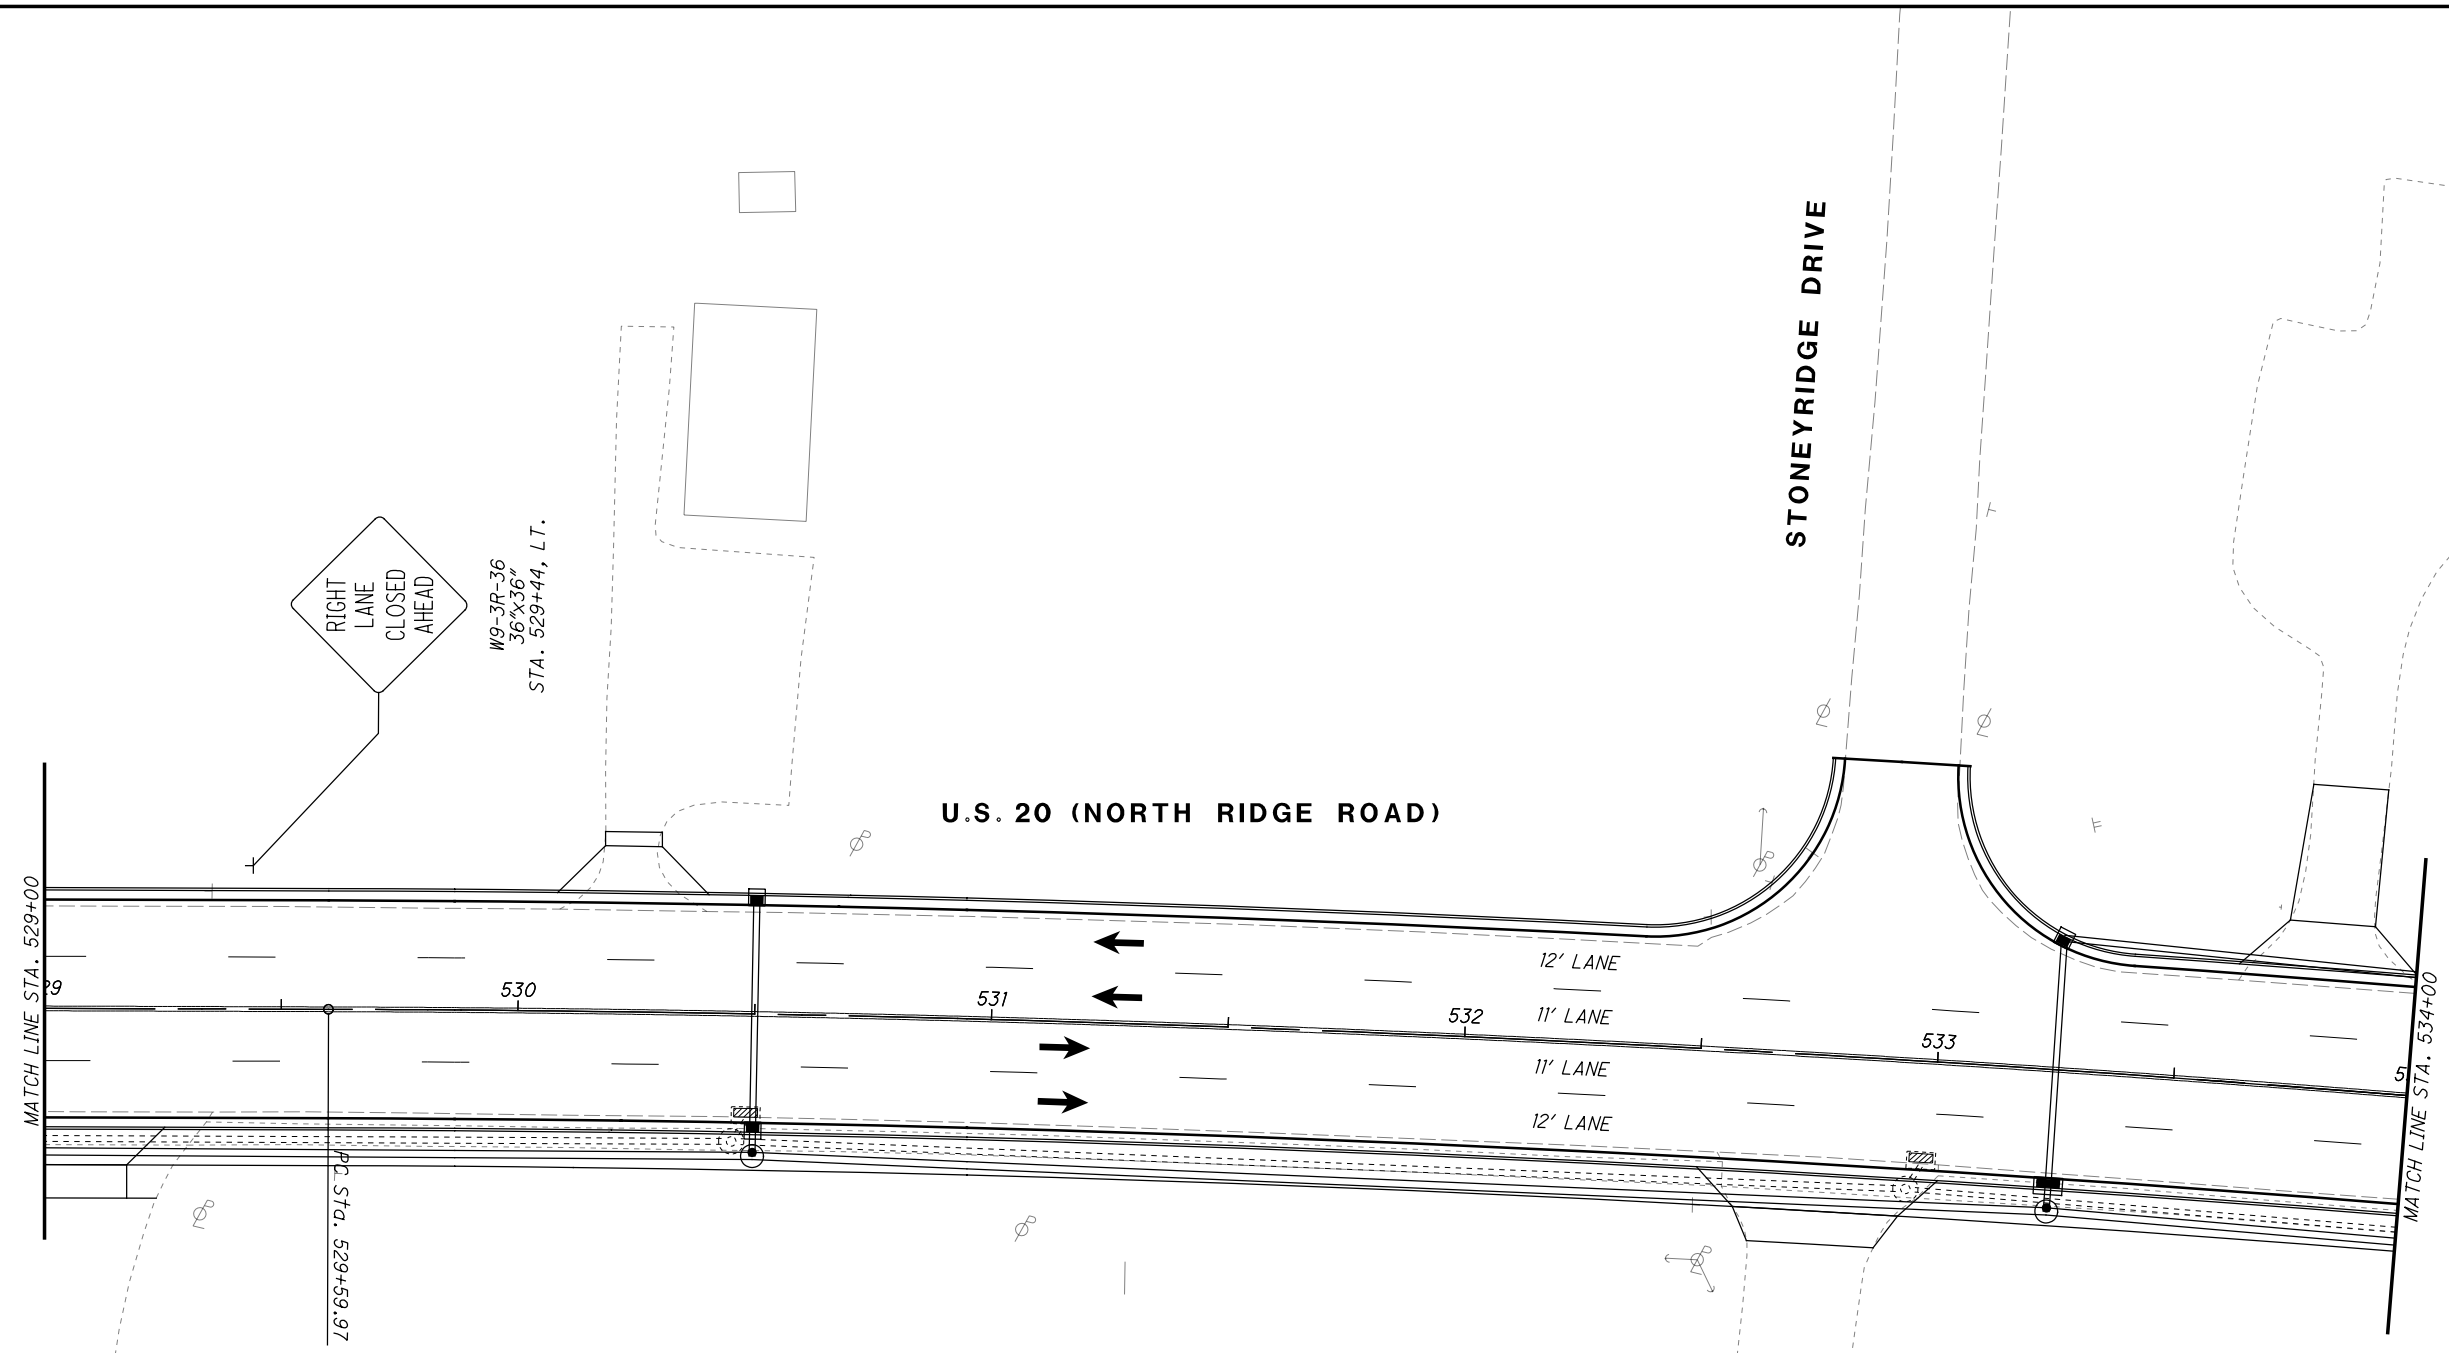 STONEYRIDGE DRIVE
RIGHT
LANE
CLOSED
AHEAD
W9-3R-36
36"x36"
STA. 529+44, LT.
U.S. 20 (NORTH RIDGE ROAD)
MATCH LINE STA. 529+00
29
530
531
532
533
5
12' LANE
11' LANE
11' LANE
12' LANE
MATCH LINE STA. 534+00
PC Sta. 529+59.97